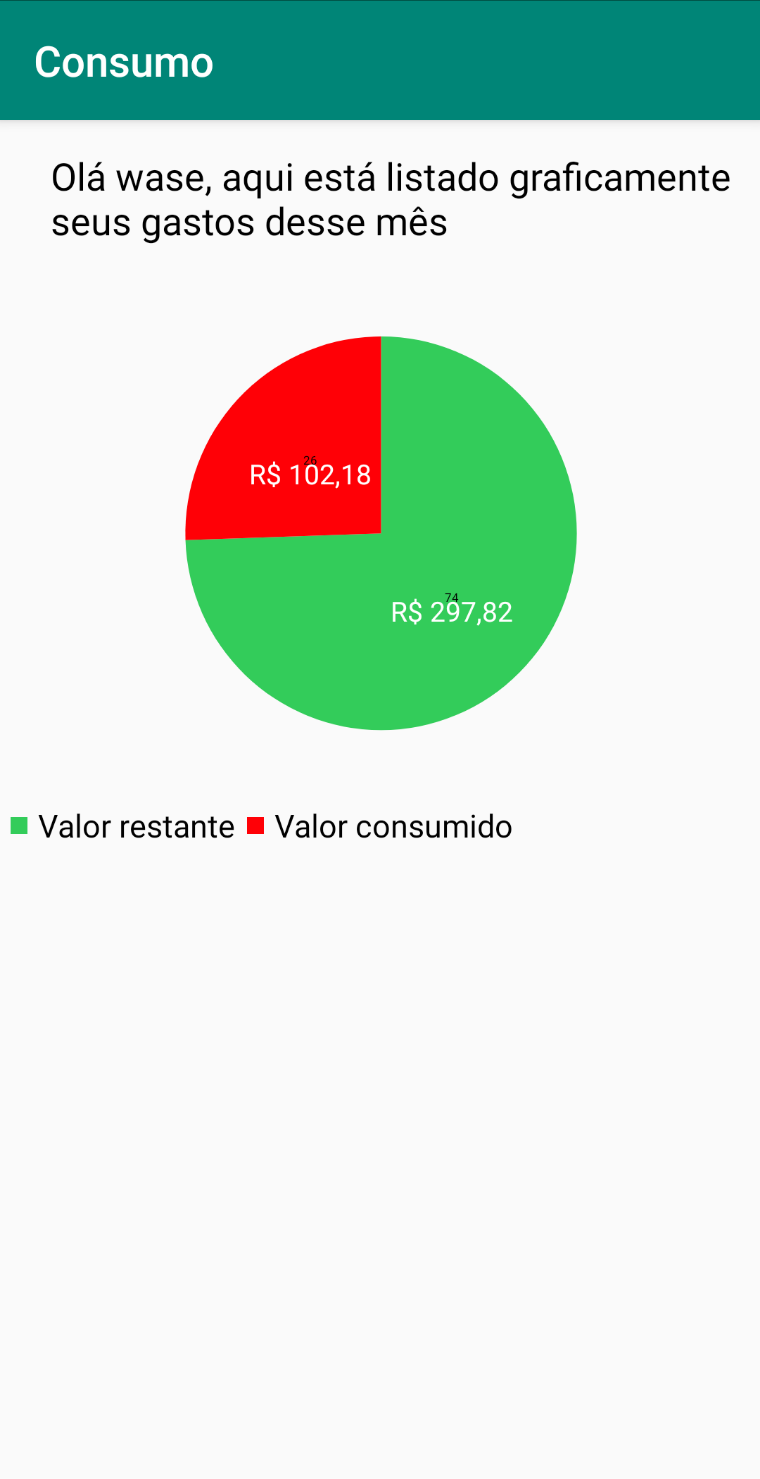 Consumo
Olá wase, aqui está listado graficamente
seus gastos desse mês
26
R$ 102,18
74
R$ 297,82
Valor restante Valor consumido